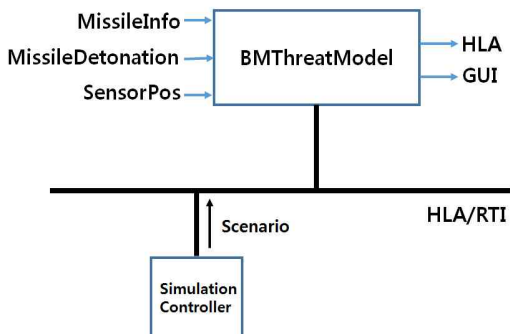 MissileInfo
MissileDetonation
SensorPos
BMThreatModel
HLA
GUI
HLA/RTI
Scenario
Simulation
Controller